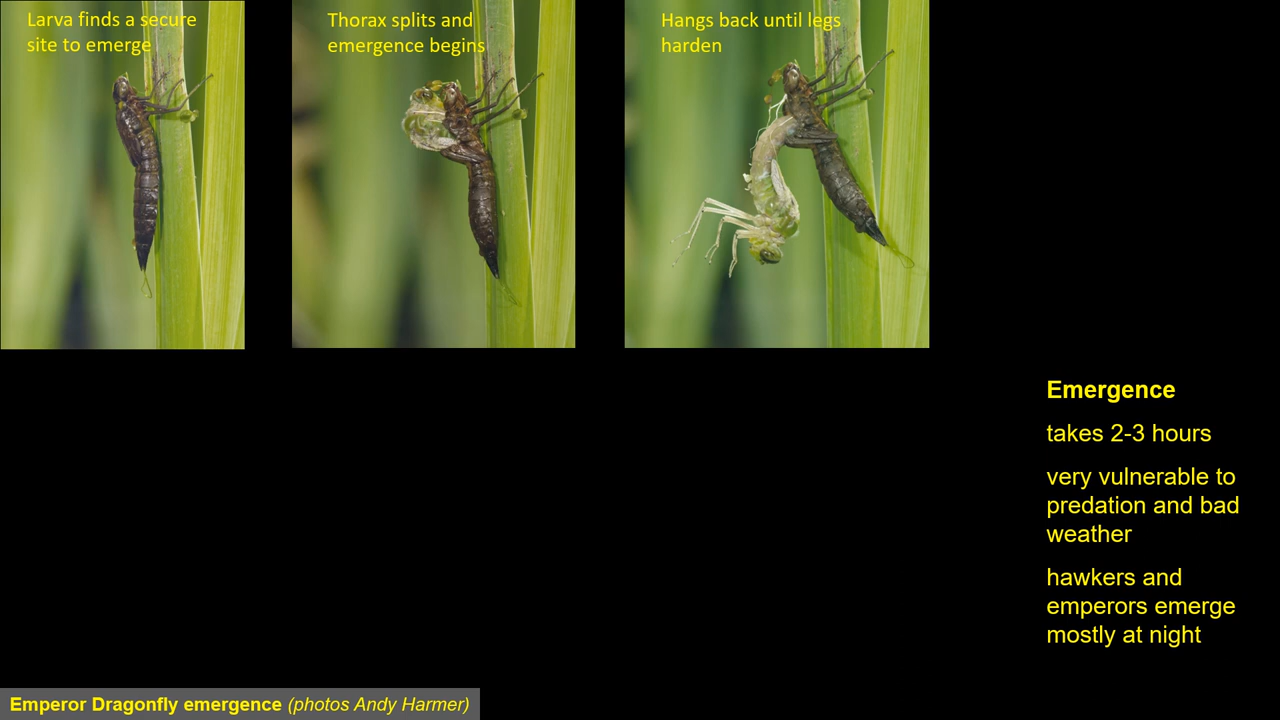 Larva finds a secure
site to emerge
Thorax splits and
emergence begins
Hangs back until legs
harden
Emergence
takes 2-3 hours
very vulnerable to
predation and bad
weather
hawkers and
emperors emerge
mostly at night
Emperor Dragonfly emergence (photos Andy Harmer)